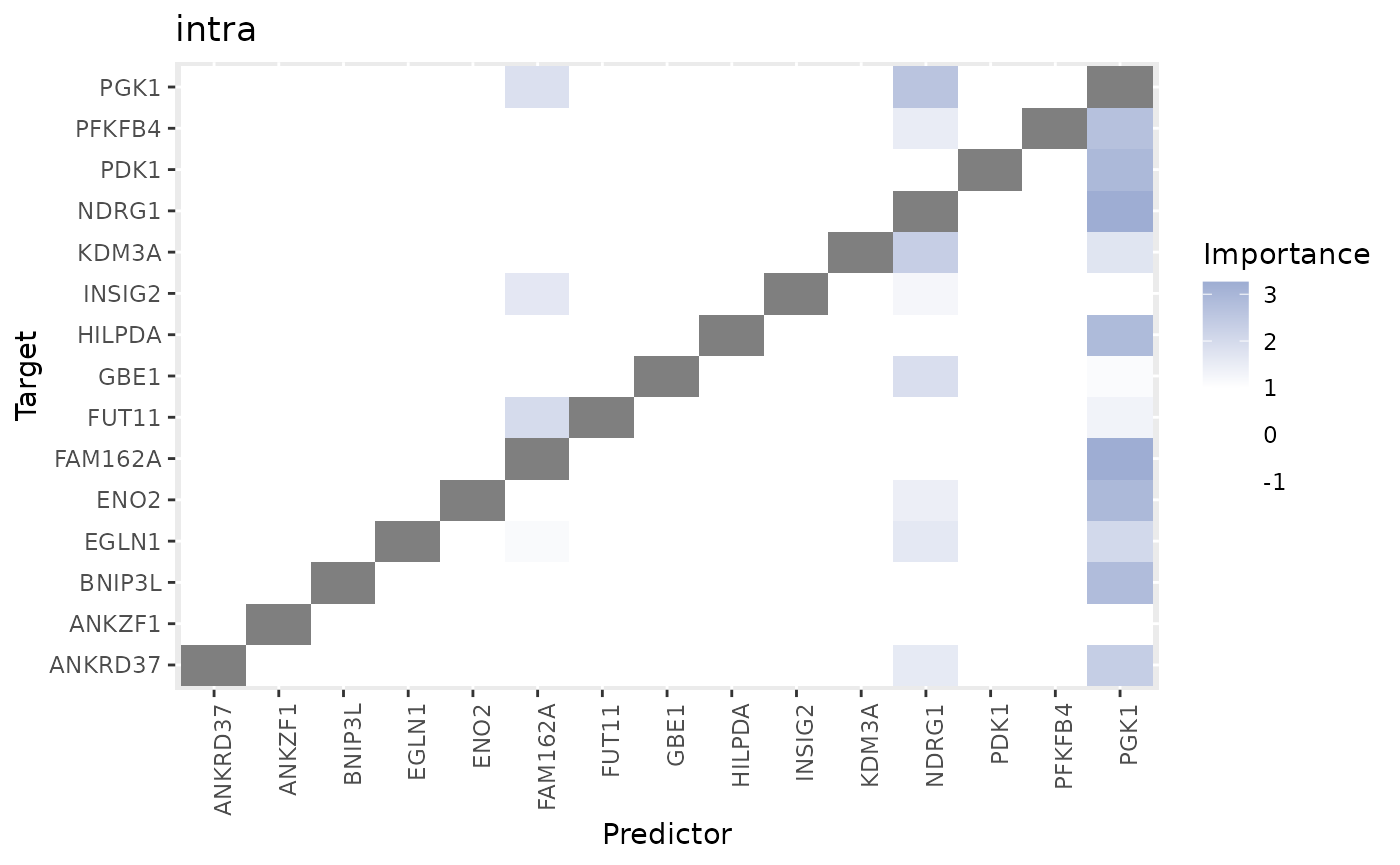 intra
PGK1
PFKFB4
PDK1
NDRG1
KDM3A
INSIG2
HILPDA
GBE1
FUT11
FAM162A
ENO2
EGLN1
BNIP3L
ANKZF1
ANKRD37
Target
ANKRD37
ANKZF1
BNIP3L
EGLN1
ENO2
FAM162A
FUT11
GBE1
HILPDA
INSIG2
KDM3A
NDRG1
PDK1
PFKFB4
PGK1
Predictor
Importance
3
2
1
0
-1